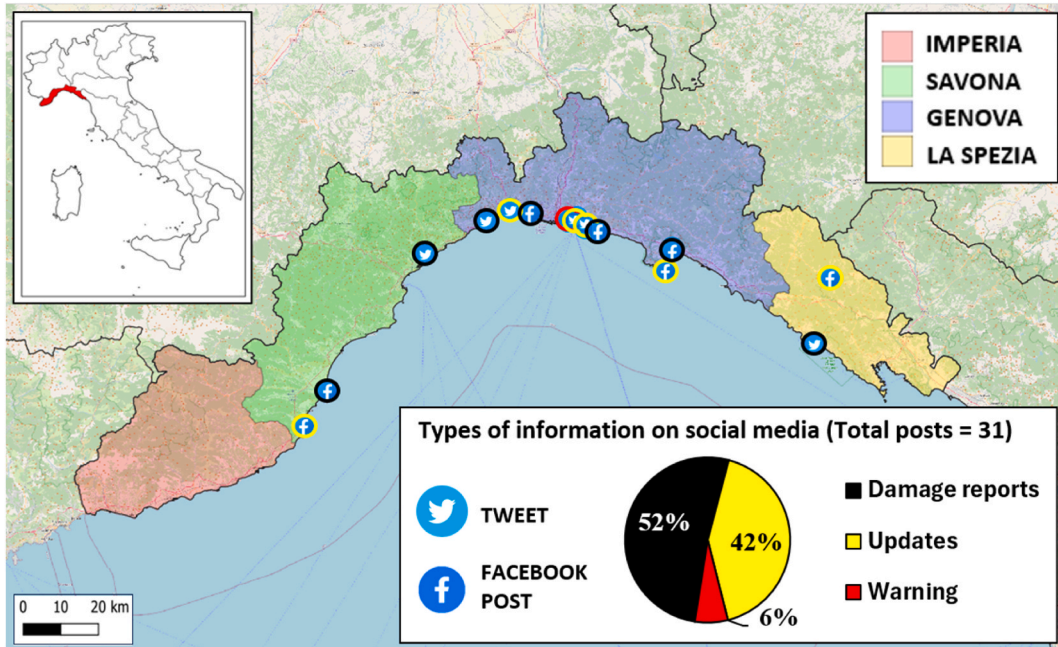 IMPERIA
SAVONA
GENOVA
LA SPEZIA
Types of information on social media (Total posts = 31)
TWEET
FACEBOOK
POST
52%
42%
6%
Damage reports
Updates
Warning
0 10 20 km